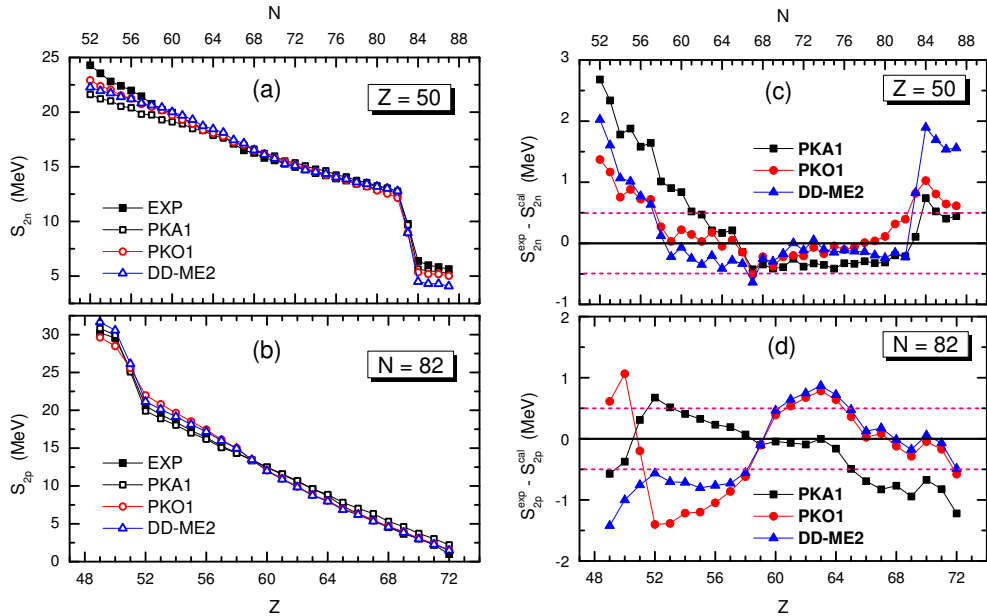 N
52 56 60 64 68 72 76 80 84 88
25
20
15
10
5
S2n (MeV)
(a)
Z = 50
EXP
PKA1
PKO1
DD-ME2
30
25
20
15
10
5
0
S2p (MeV)
(b)
N = 82
EXP
PKA1
PKO1
DD-ME2
48 52 56 60 64 68 72
Z
N
52 56 60 64 68 72 76 80 84 88
3
2
1
0
-1
S2n^exp - S2n^cal (MeV)
(c)
Z = 50
PKA1
PKO1
DD-ME2
2
1
0
-1
-2
S2p^exp - S2p^cal (MeV)
(d)
N = 82
PKA1
PKO1
DD-ME2
48 52 56 60 64 68 72
Z